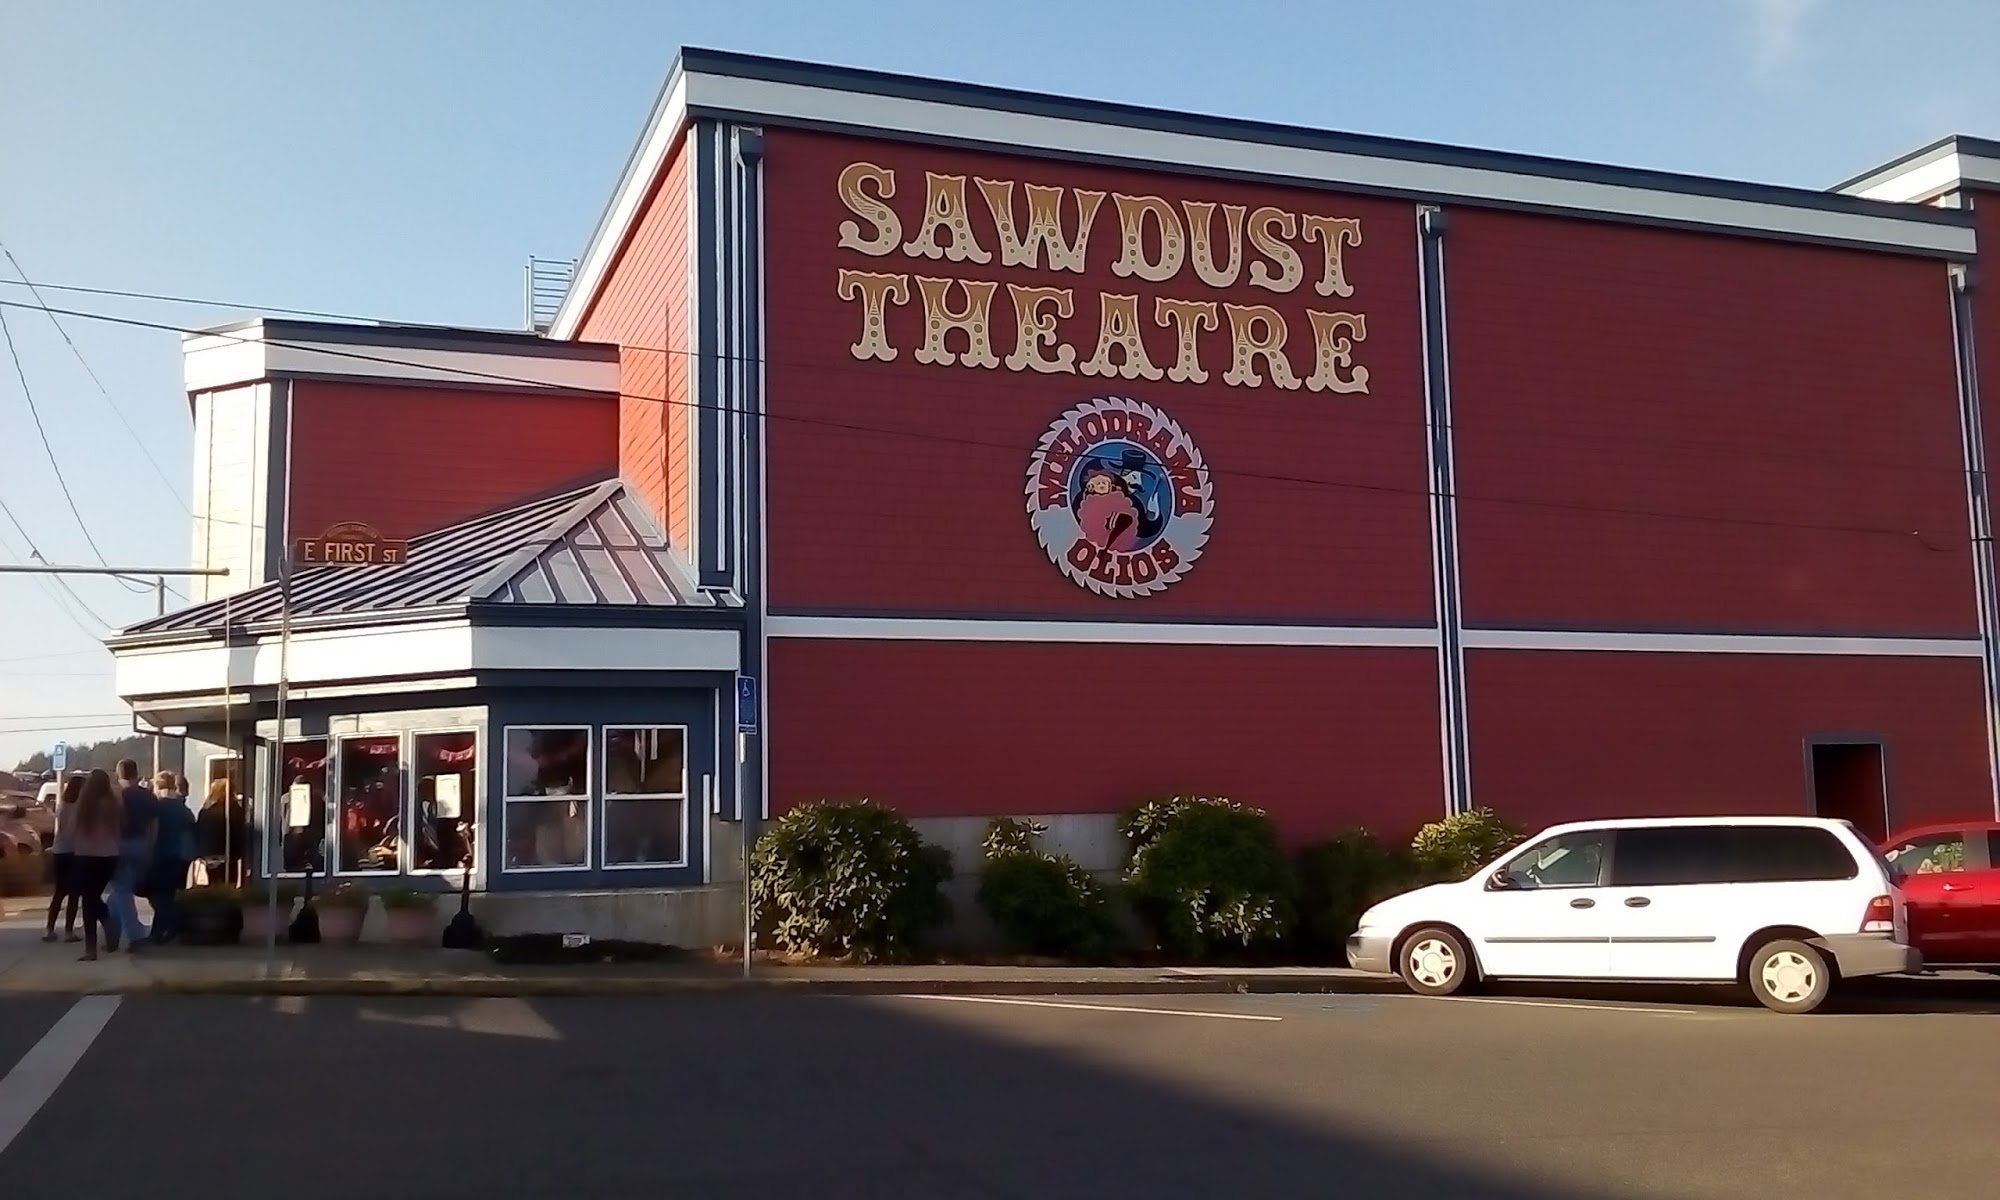 SAWDUST
THEATRE
MELODRAMA
OLIOS
E FIRST ST